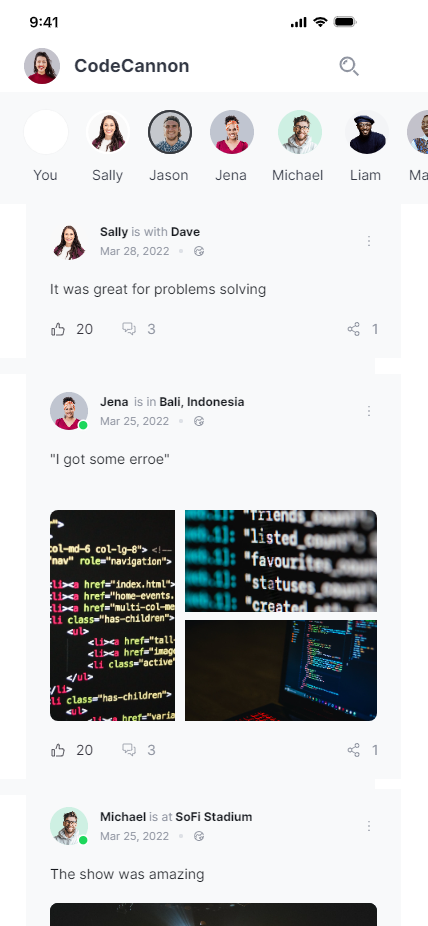 9:41
CodeCannon
You Sally Jason Jena Michael Liam Ma
Sally is with Dave
Mar 28, 2022
It was great for problems solving
20 3 1
Jena is in Bali, Indonesia
Mar 25, 2022
"I got some erroe"
">
col-md-6 col-lg-8"> <!--
"nav" role="navigation">
<li><a href="index.html">
<li><a href="home-events.
<li><a href="multi-col-me
li class="has-children">
<ul>
<li><a href="tall-
<li><a href="image
<li class="active"
</ul>
/li>
li class="has-children">
<ul>
<li><a href="varia
"friends_count
"listed_count"
"favourites_
"statuses_
"created
20 3 1
Michael is at SoFi Stadium
Mar 25, 2022
The show was amazing